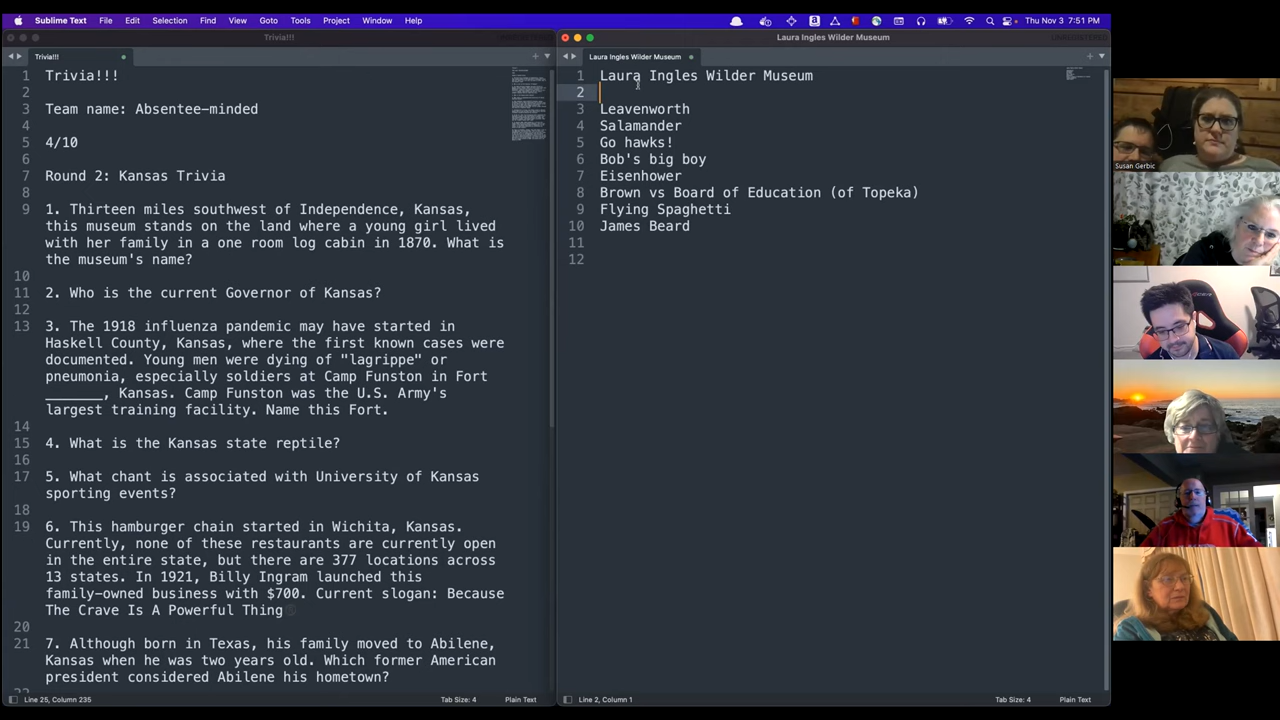 Sublime Text File Edit Selection Find View Goto Tools Project Window Help Thu Nov 3 7:51 PM
Trivia!!!
Laura Ingles Wilder Museum
Trivia!!!
Laura Ingles Wilder Museum
1 Trivia!!!
2
3 Team name: Absentee-minded
4
5 4/10
6
7 Round 2: Kansas Trivia
8
9 1. Thirteen miles southwest of Independence, Kansas,
this museum stands on the land where a young girl lived
with her family in a one room log cabin in 1870. What is
the museum's name?
10
11 2. Who is the current Governor of Kansas?
12
13 3. The 1918 influenza pandemic may have started in
Haskell County, Kansas, where the first known cases were
documented. Young men were dying of "lagrippe" or
pneumonia, especially soldiers at Camp Funston in Fort
_______, Kansas. Camp Funston was the U.S. Army's
largest training facility. Name this Fort.
14
15 4. What is the Kansas state reptile?
16
17 5. What chant is associated with University of Kansas
sporting events?
18
19 6. This hamburger chain started in Wichita, Kansas.
Currently, none of these restaurants are currently open
in the entire state, but there are 377 locations across
13 states. In 1921, Billy Ingram launched this
family-owned business with $700. Current slogan: Because
The Crave Is A Powerful Thing
20
21 7. Although born in Texas, his family moved to Abilene,
Kansas when he was two years old. Which former American
president considered Abilene his hometown?
Line 25, Column 235 Tab Size: 4 Plain Text
1 Laura Ingles Wilder Museum
2
3 Leavenworth
4 Salamander
5 Go hawks!
6 Bob's big boy
7 Eisenhower
8 Brown vs Board of Education (of Topeka)
9 Flying Spaghetti
10 James Beard
11
12
Line 2, Column 1 Tab Size: 4 Plain Text
Susan Gerbic